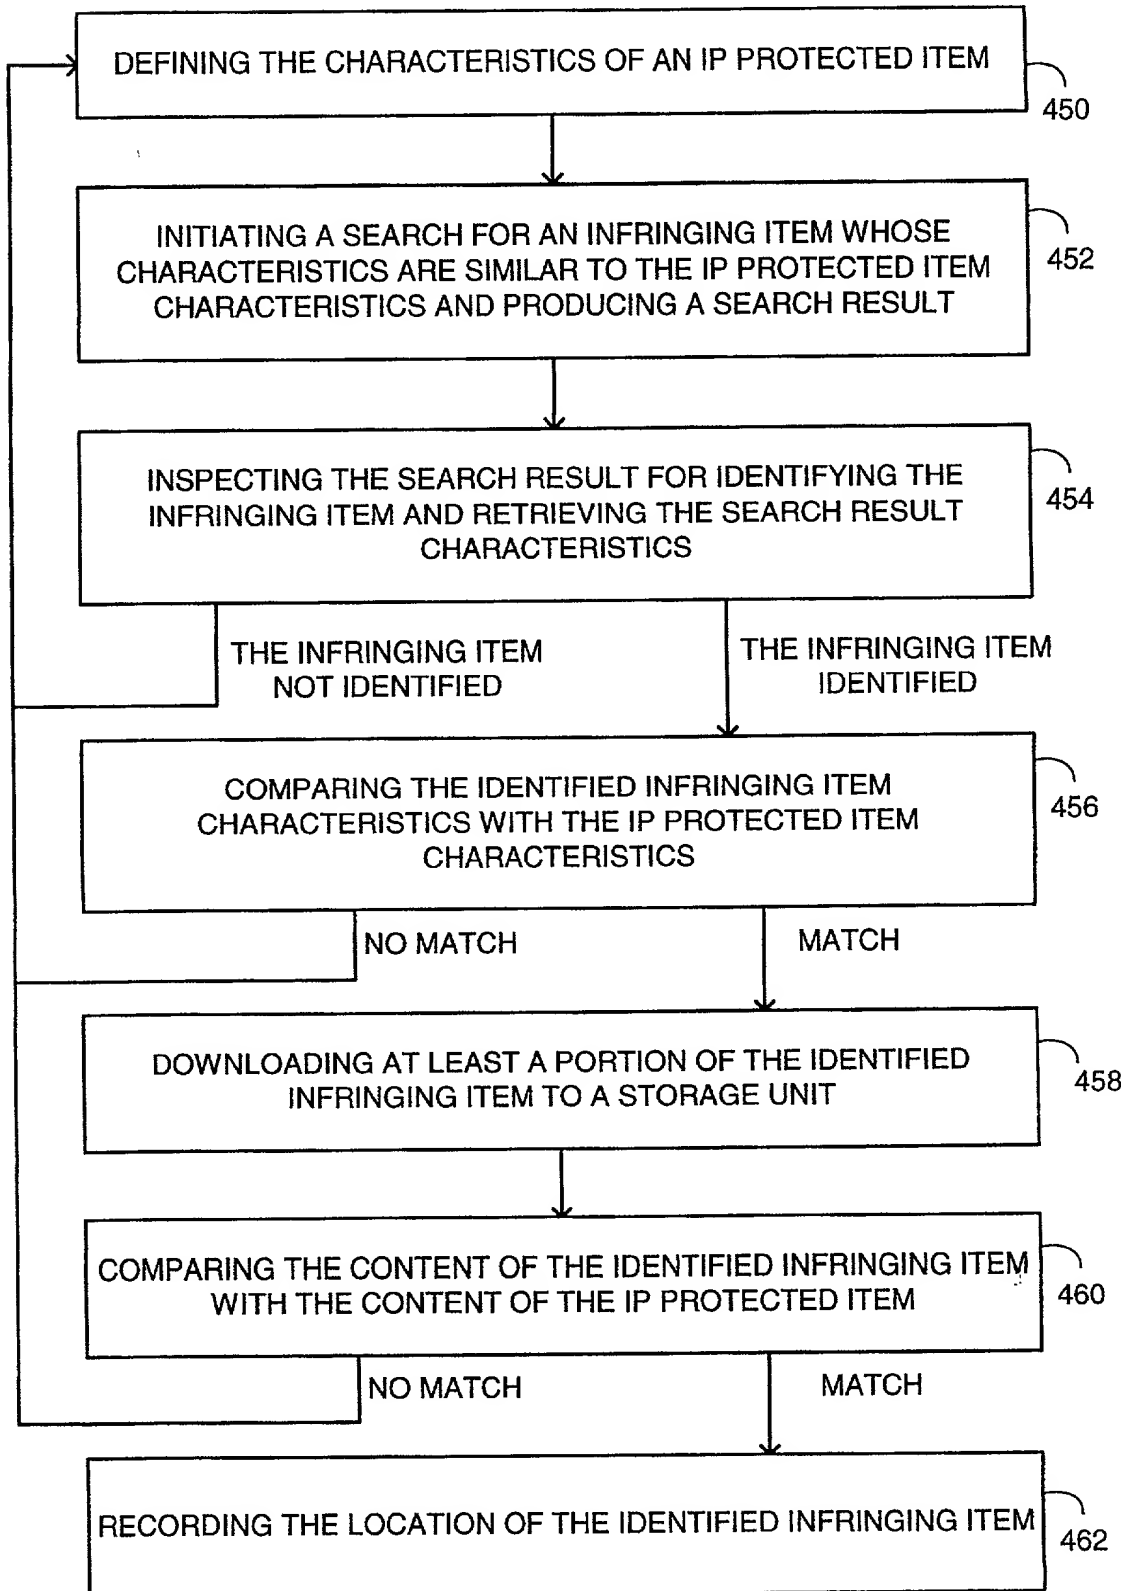 DEFINING THE CHARACTERISTICS OF AN IP PROTECTED ITEM
450
INITIATING A SEARCH FOR AN INFRINGING ITEM WHOSE
CHARACTERISTICS ARE SIMILAR TO THE IP PROTECTED ITEM
CHARACTERISTICS AND PRODUCING A SEARCH RESULT
452
INSPECTING THE SEARCH RESULT FOR IDENTIFYING THE
INFRINGING ITEM AND RETRIEVING THE SEARCH RESULT
CHARACTERISTICS
454
THE INFRINGING ITEM
NOT IDENTIFIED
THE INFRINGING ITEM
IDENTIFIED
COMPARING THE IDENTIFIED INFRINGING ITEM
CHARACTERISTICS WITH THE IP PROTECTED ITEM
CHARACTERISTICS
456
NO MATCH
MATCH
DOWNLOADING AT LEAST A PORTION OF THE IDENTIFIED
INFRINGING ITEM TO A STORAGE UNIT
458
COMPARING THE CONTENT OF THE IDENTIFIED INFRINGING ITEM
WITH THE CONTENT OF THE IP PROTECTED ITEM
460
NO MATCH
MATCH
RECORDING THE LOCATION OF THE IDENTIFIED INFRINGING ITEM
462